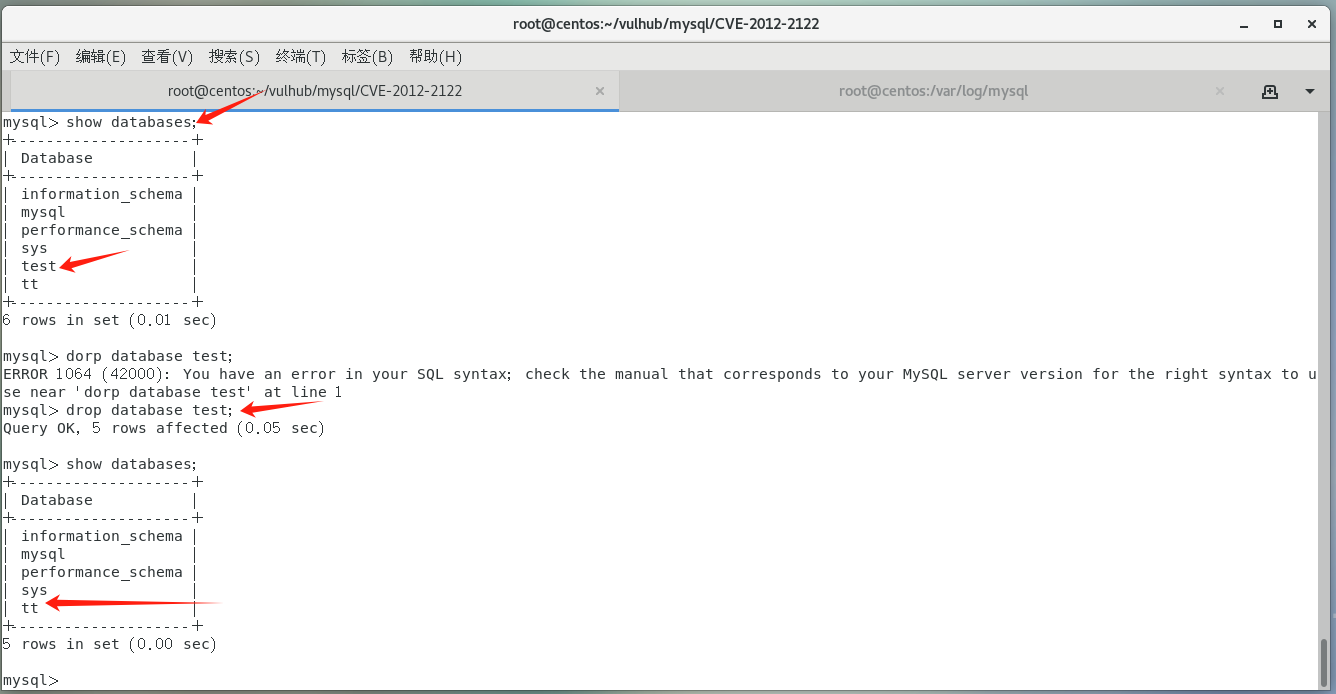 root@centos:~/vulhub/mysql/CVE-2012-2122
文件(F) 编辑(E) 查看(V) 搜索(S) 终端(T) 标签(B) 帮助(H)
root@centos:~/vulhub/mysql/CVE-2012-2122 × root@centos:/var/log/mysql ×
mysql> show databases;
+--------------------+
| Database           |
+--------------------+
| information_schema |
| mysql              |
| performance_schema |
| sys                |
| test               |
| tt                 |
+--------------------+
6 rows in set (0.01 sec)
mysql> dorp database test;
ERROR 1064 (42000): You have an error in your SQL syntax; check the manual that corresponds to your MySQL server version for the right syntax to u
se near 'dorp database test' at line 1
mysql> drop database test;
Query OK, 5 rows affected (0.05 sec)
mysql> show databases;
+--------------------+
| Database           |
+--------------------+
| information_schema |
| mysql              |
| performance_schema |
| sys                |
| tt                 |
+--------------------+
5 rows in set (0.00 sec)
mysql>